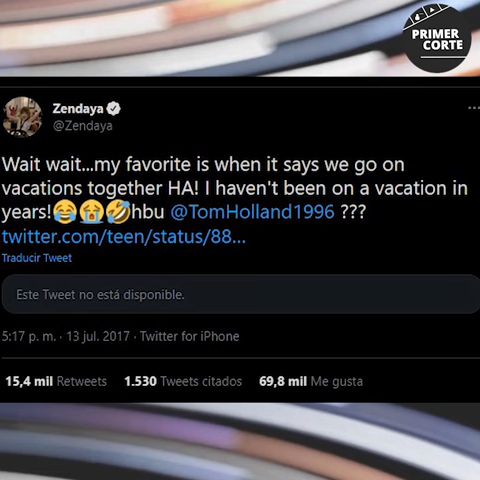 PRIMER
CORTE
Zendaya
@Zendaya
Wait wait...my favorite is when it says we go on
vacations together HA! I haven't been on a vacation in
years!😂😭🤣hbu @TomHolland1996 ???
twitter.com/teen/status/88...
Traducir Tweet
Este Tweet no está disponible.
5:17 p. m. · 13 jul. 2017 · Twitter for iPhone
15,4 mil Retweets 1.530 Tweets citados 69,8 mil Me gusta